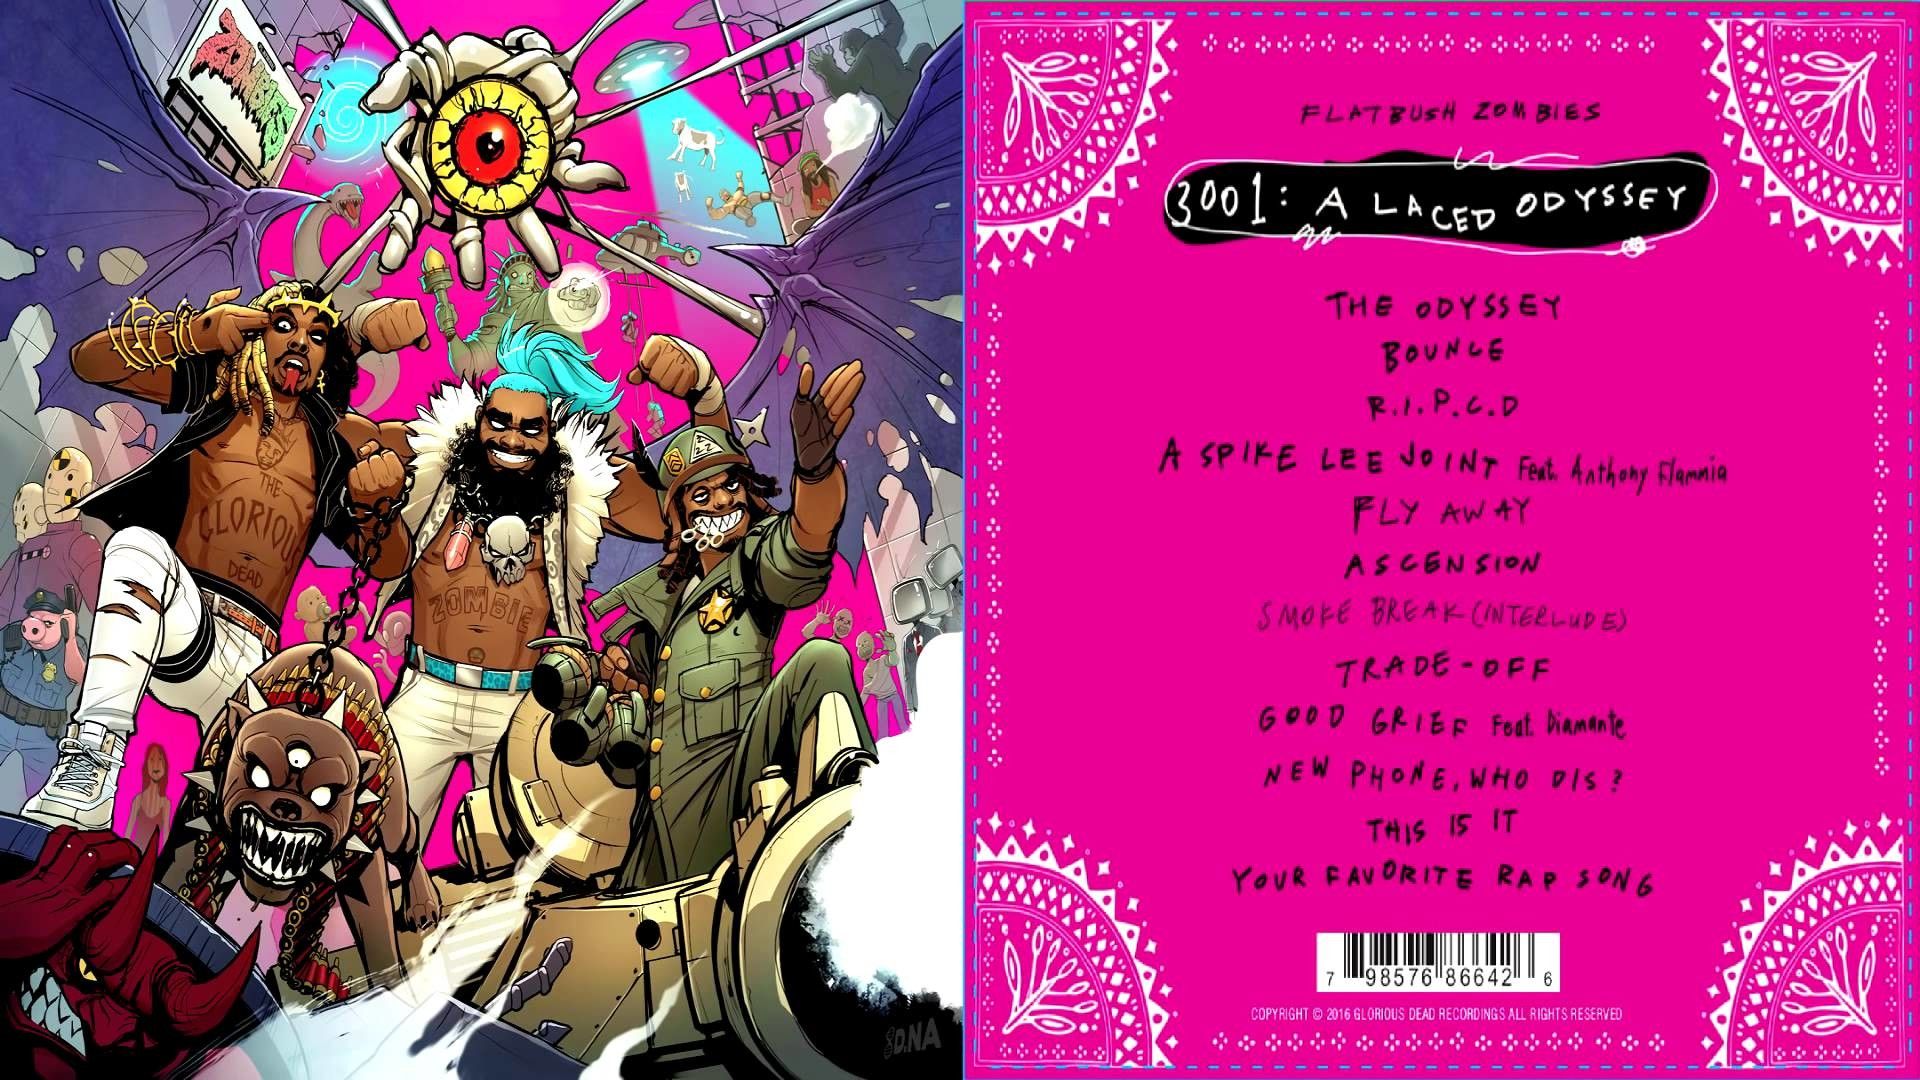 ZOMBIES
THE
GLORIOUS
DEAD
ZOMBIE
D.NA
FLATBUSH ZOMBIES
3001: A LACED ODYSSEY
THE ODYSSEY
BOUNCE
R.I.P.C.D
A SPIKE LEE JOINT Feat. Anthony Flammia
FLY AWAY
ASCENSION
SMOKE BREAK (INTERLUDE)
TRADE-OFF
GOOD GRIEF Feat. Diamante
NEW PHONE, WHO DIS?
THIS IS IT
YOUR FAVORITE RAP SONG
7 98576 86642 6
COPYRIGHT © 2016 GLORIOUS DEAD RECORDINGS ALL RIGHTS RESERVED